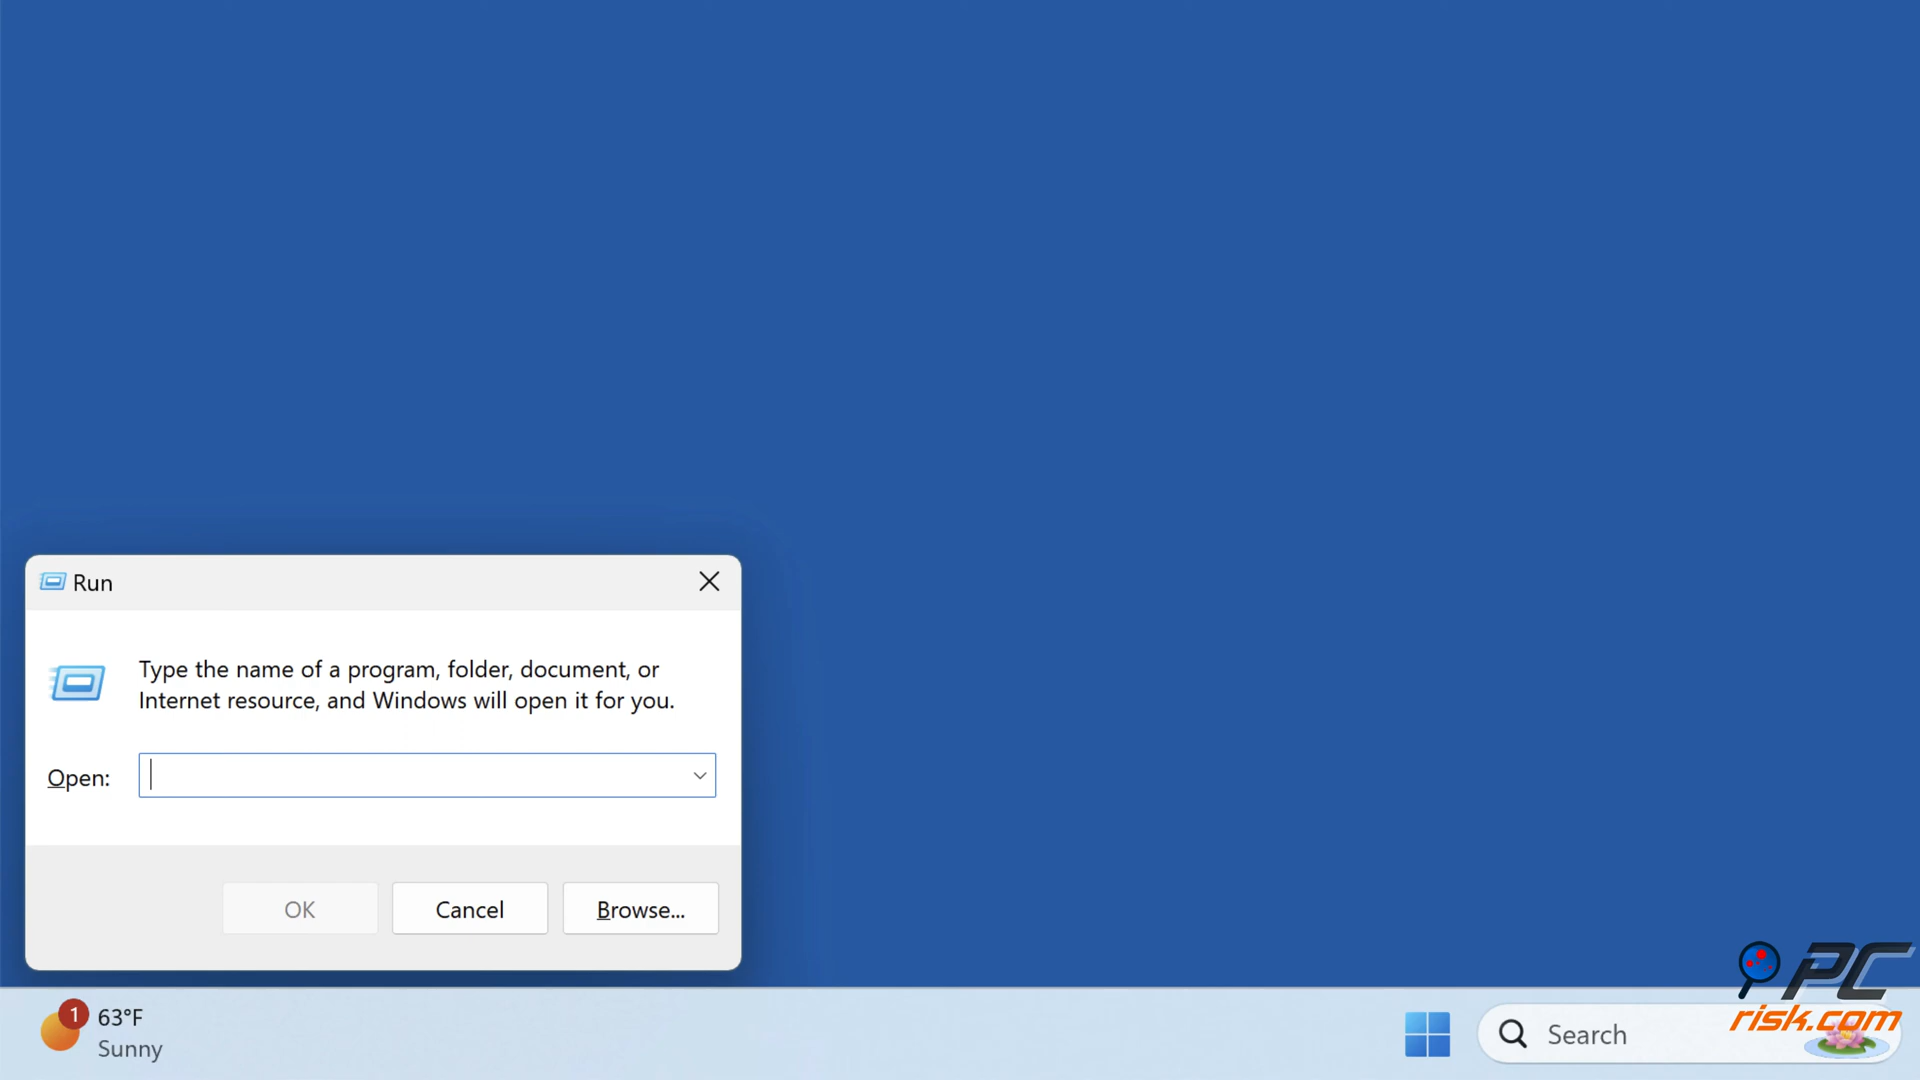 Run
Type the name of a program, folder, document, or
Internet resource, and Windows will open it for you.
Open:
OK
Cancel
Browse...
1
63°F
Sunny
Search
PC
risk.com